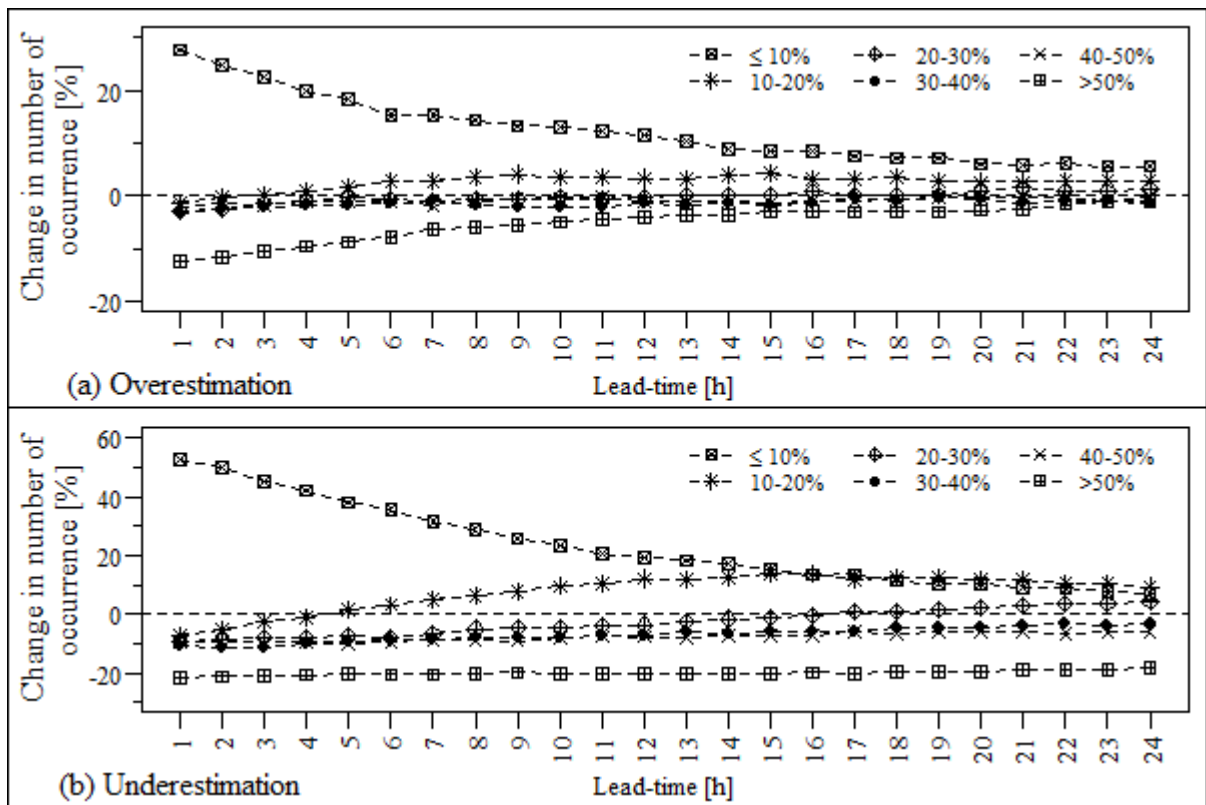 Change in number of
occurrence [%]
20
0
-20
≤ 10% 20-30% 40-50%
10-20% 30-40% >50%
1 2 3 4 5 6 7 8 9 10 11 12 13 14 15 16 17 18 19 20 21 22 23 24
(a) Overestimation Lead-time [h]
Change in number of
occurrence [%]
60
40
20
0
-20
≤ 10% 20-30% 40-50%
10-20% 30-40% >50%
1 2 3 4 5 6 7 8 9 10 11 12 13 14 15 16 17 18 19 20 21 22 23 24
(b) Underestimation Lead-time [h]